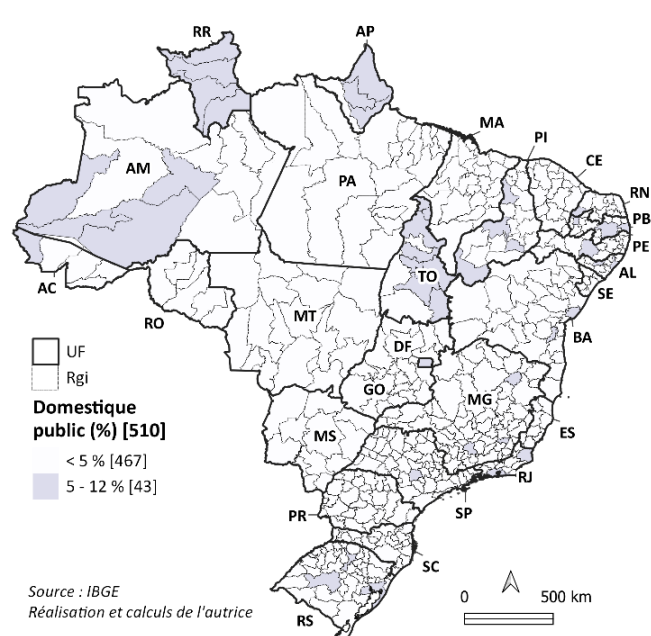 RR
AP
MA
PI
CE
AM
PA
RN
PB
PE
TO
AL
AC
SE
RO
MT
BA
DF
UF
Rgi
GO
MG
Domestique
public (%) [510]
MS
ES
< 5 % [467]
5 - 12 % [43]
RJ
PR
SP
SC
Source : IBGE
Réalisation et calculs de l'autrice
RS
0 500 km